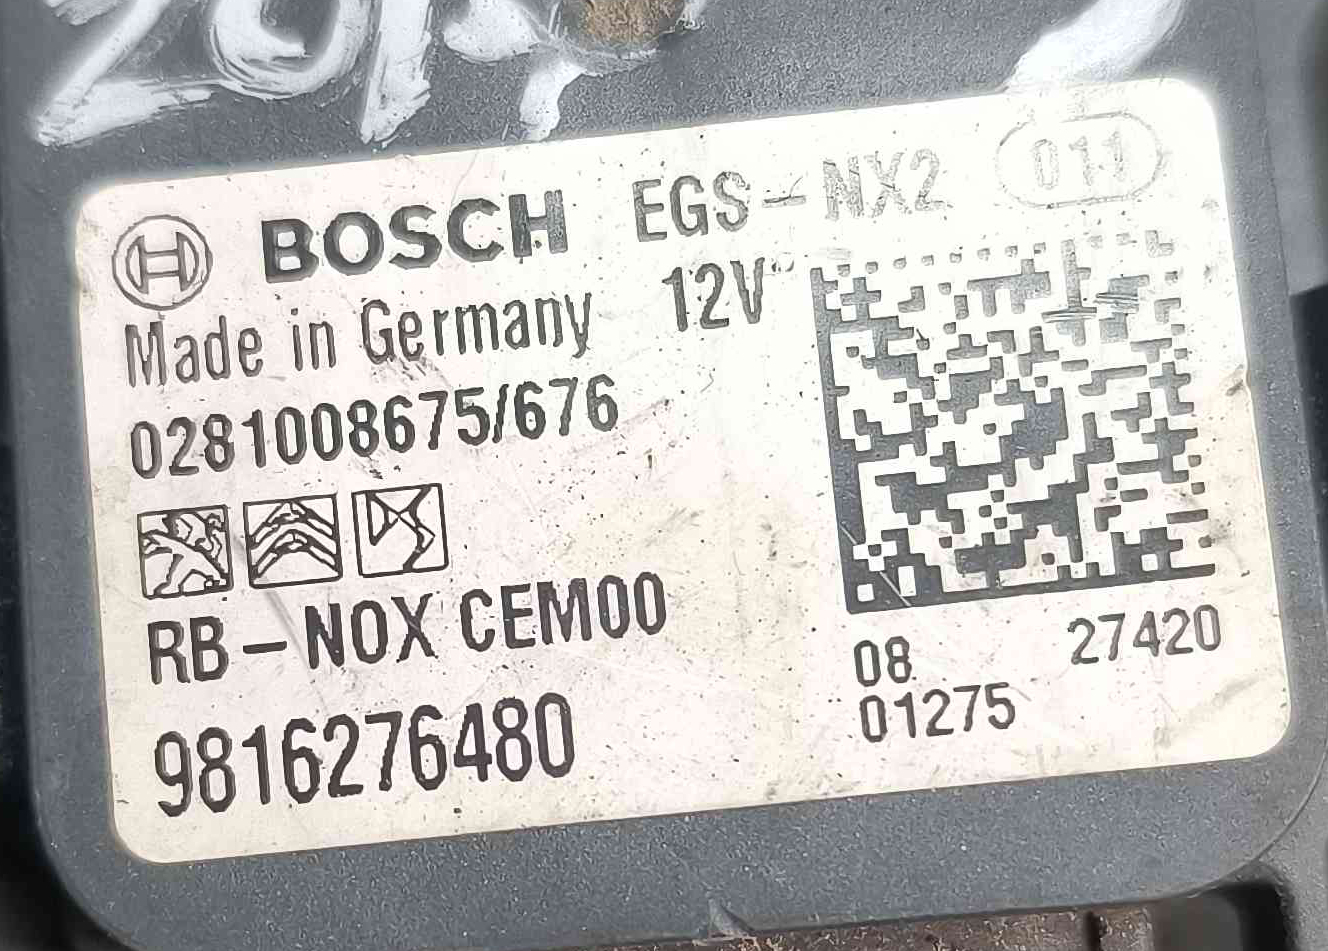 BOSCH EGS-NX2 011
Made in Germany 12V
0281008675/676
RB-NOX CEM00
9816276480
08 27420
01275